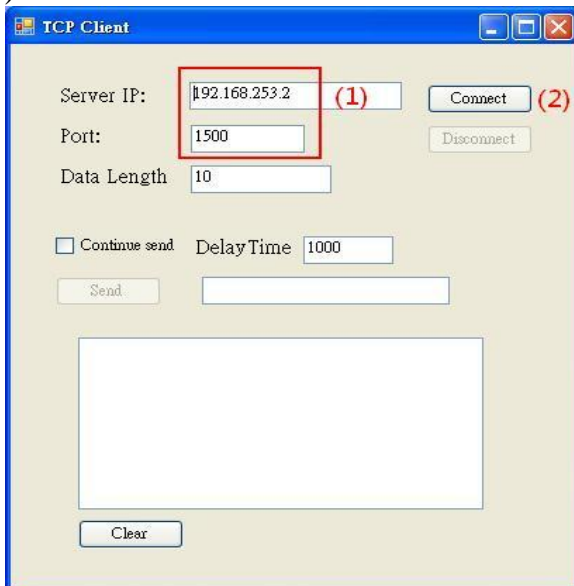 )
TCP Client
Server IP: 192.168.253.2 (1) Connect (2)
Port: 1500 Disconnect
Data Length 10
Continue send DelayTime 1000
Send
Clear